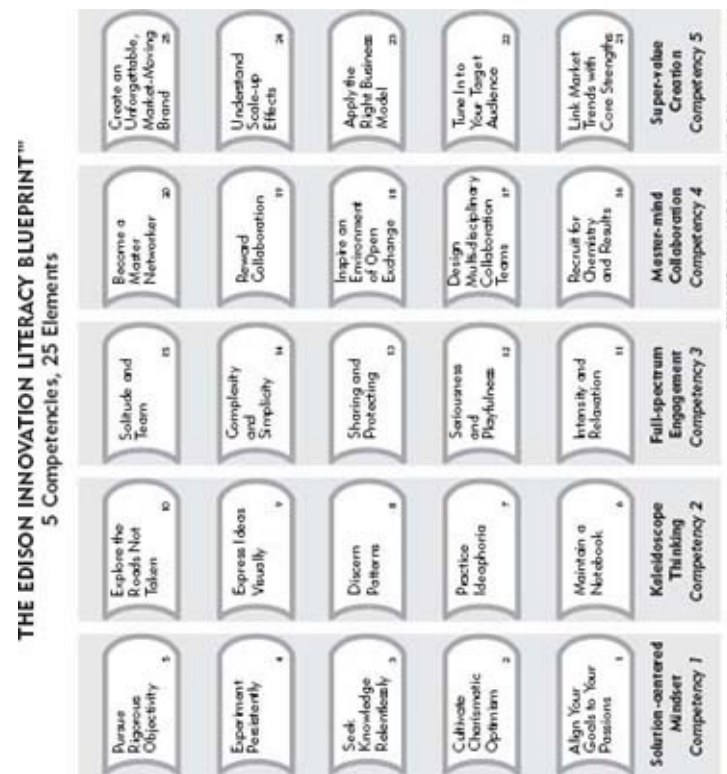 THE EDISON INNOVATION LITERACY BLUEPRINT™
5 Competencies, 25 Elements
Pursue
Rigorous
Objectivity
5
Experiment
Persistently
4
Seek
Knowledge
Relentlessly
3
Cultivate
Charismatic
Optimism
2
Align Your
Goals to Your
Passions
1
Solution-centered
Mindset
Competency 1
Explore the
Roads Not
Taken
10
Express Ideas
Visually
9
Discern
Patterns
8
Practice
Ideaphoria
7
Maintain a
Notebook
6
Kaleidoscope
Thinking
Competency 2
Solitude and
Team
15
Complexity
and
Simplicity
14
Sharing and
Protecting
13
Seriousness
and
Playfulness
12
Intensity and
Relaxation
11
Full-spectrum
Engagement
Competency 3
Become a
Master
Networker
20
Reward
Collaboration
19
Inspire an
Environment
of Open
Exchange
18
Design
Multi-disciplinary
Collaboration
Teams
17
Recruit for
Chemistry
and Results
16
Master-mind
Collaboration
Competency 4
Create an
Unforgettable,
Market-Moving
Brand
25
Understand
Scale-up
Effects
24
Apply the
Right Business
Model
23
Tune In to
Your Target
Audience
22
Link Market
Trends with
Core Strengths
21
Super-value
Creation
Competency 5